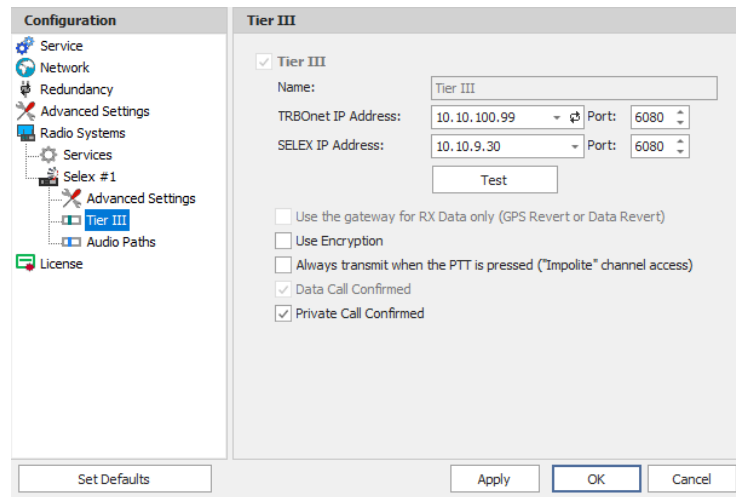 Configuration
Service
Network
Redundancy
Advanced Settings
Radio Systems
Services
Selex #1
Advanced Settings
Tier III
Audio Paths
License
Set Defaults
Tier III
Tier III
Name: Tier III
TRBOnet IP Address: 10.10.100.99 Port: 6080
SELEX IP Address: 10.10.9.30 Port: 6080
Test
Use the gateway for RX Data only (GPS Revert or Data Revert)
Use Encryption
Always transmit when the PTT is pressed ("Impolite" channel access)
Data Call Confirmed
Private Call Confirmed
Apply OK Cancel